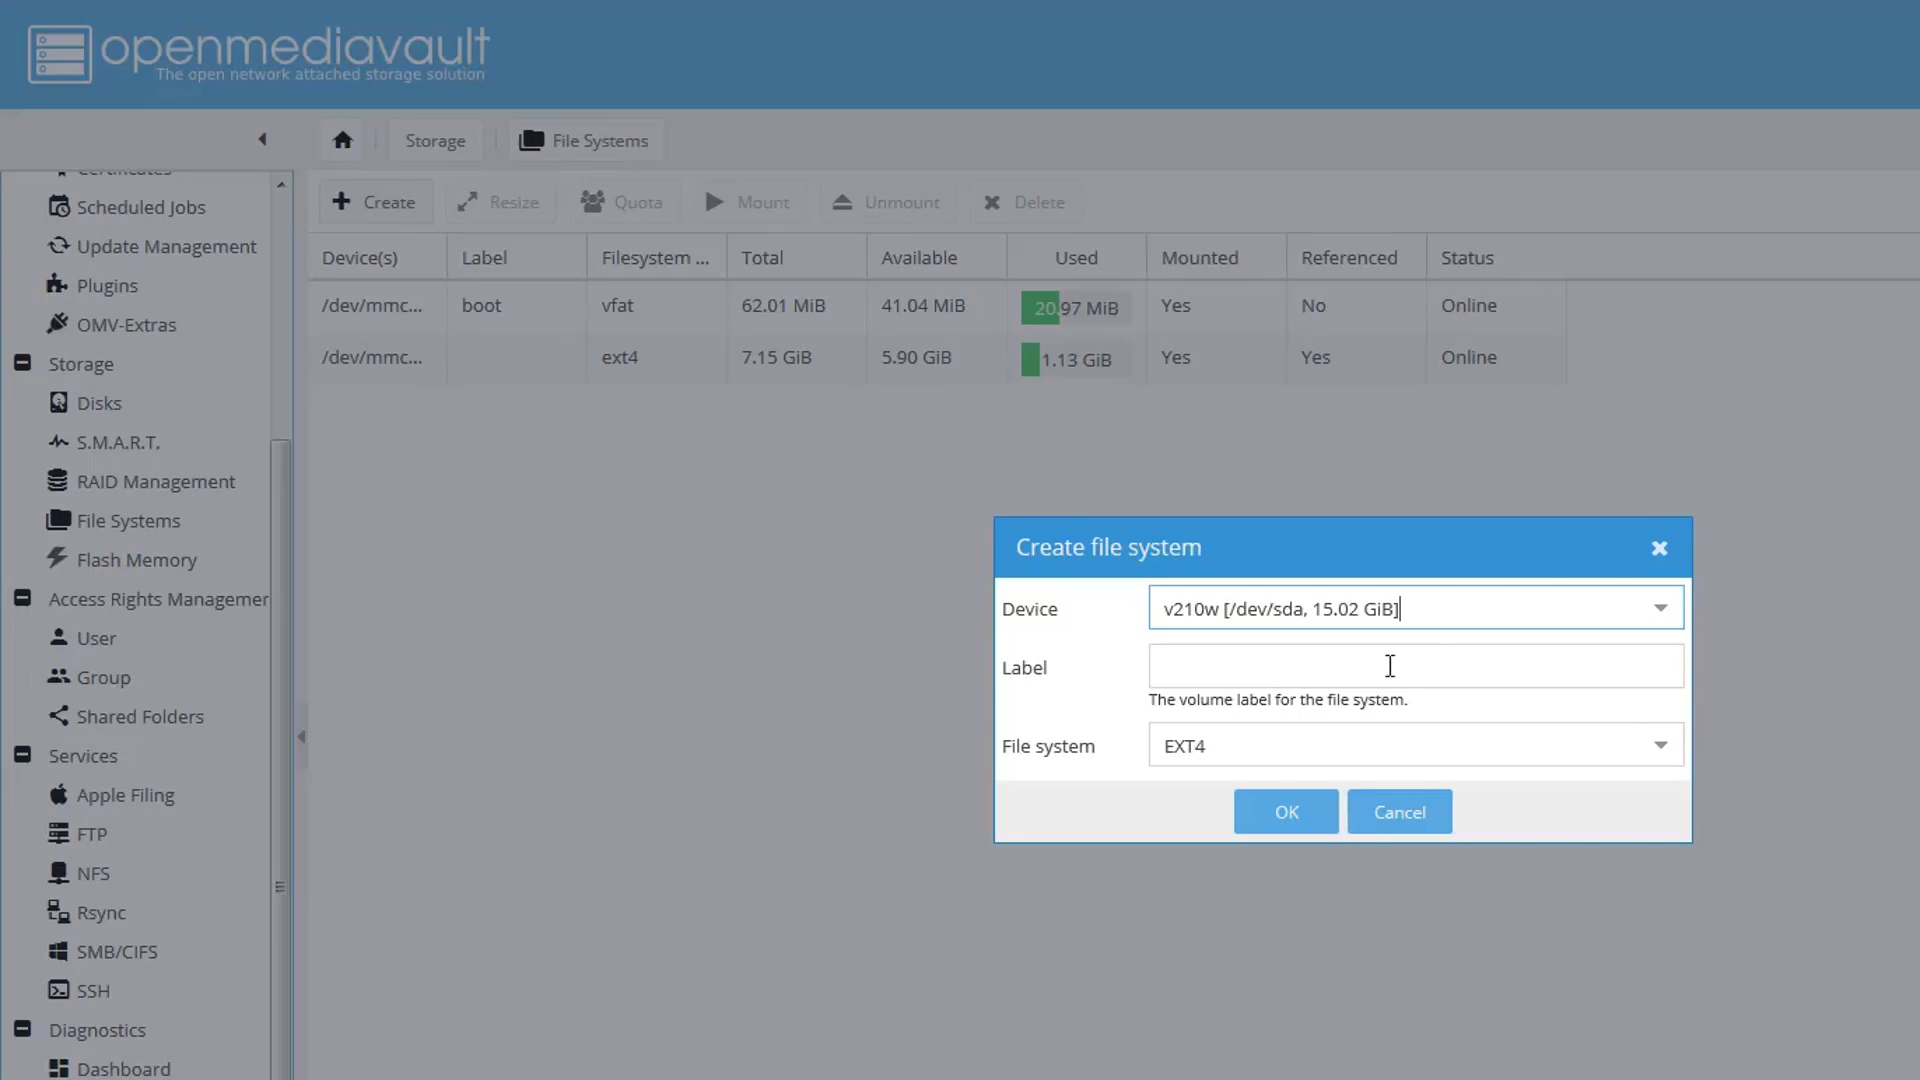 openmediavault
The open network attached storage solution
Storage
File Systems
Certificates
Scheduled Jobs
Update Management
Plugins
OMV-Extras
Storage
Disks
S.M.A.R.T.
RAID Management
File Systems
Flash Memory
Access Rights Managemer
User
Group
Shared Folders
Services
Apple Filing
FTP
NFS
Rsync
SMB/CIFS
SSH
Diagnostics
Dashboard
Create Resize Quota Mount Unmount Delete
Device(s) Label Filesystem ... Total Available Used Mounted Referenced Status
/dev/mmc... boot vfat 62.01 MiB 41.04 MiB 20.97 MiB Yes No Online
/dev/mmc... ext4 7.15 GiB 5.90 GiB 1.13 GiB Yes Yes Online
Create file system
Device v210w [/dev/sda, 15.02 GiB]
Label
The volume label for the file system.
File system EXT4
OK Cancel